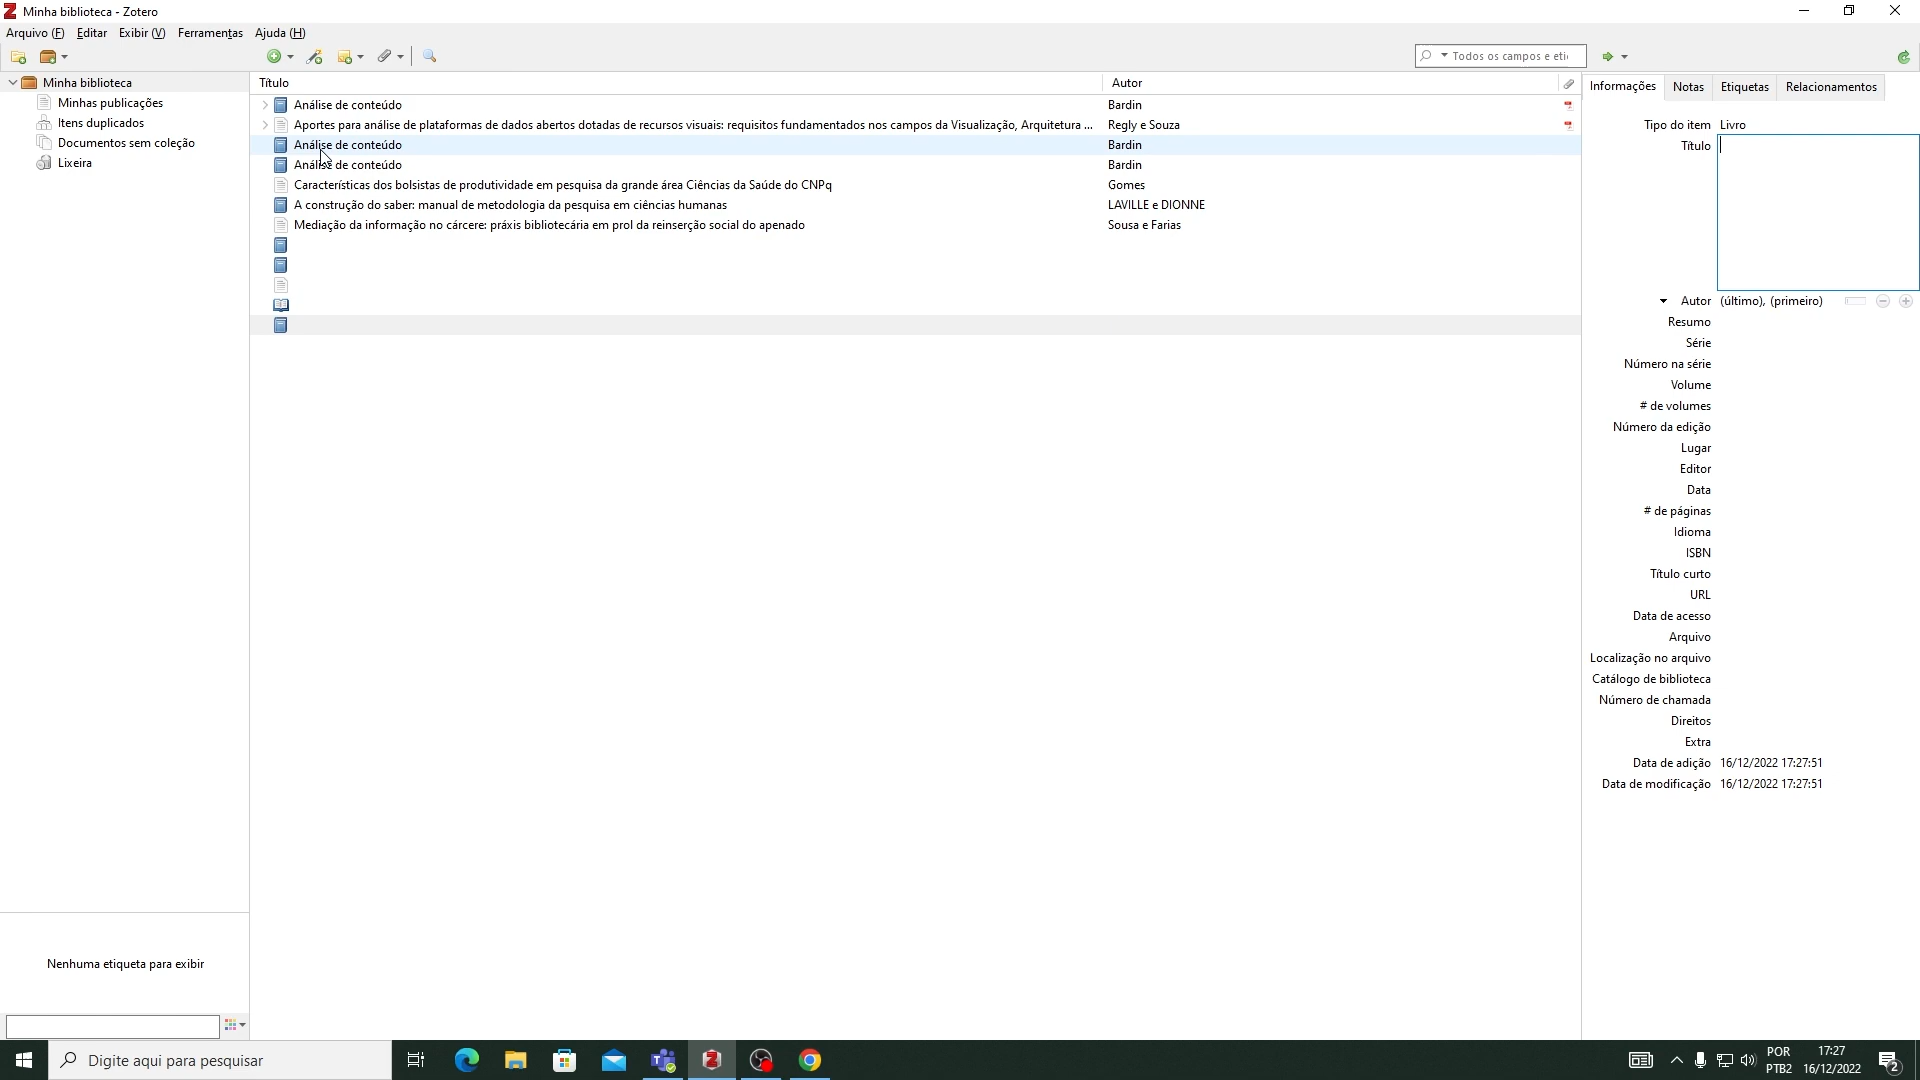 Minha biblioteca - Zotero
Arquivo (F) Editar Exibir (V) Ferramentas Ajuda (H)
Todos os campos e eti
Minha biblioteca
Minhas publicações
Itens duplicados
Documentos sem coleção
Lixeira
Nenhuma etiqueta para exibir
Título Autor
Análise de conteúdo Bardin
Aportes para análise de plataformas de dados abertos dotadas de recursos visuais: requisitos fundamentados nos campos da Visualização, Arquitetura ... Regly e Souza
Análise de conteúdo Bardin
Análise de conteúdo Bardin
Características dos bolsistas de produtividade em pesquisa da grande área Ciências da Saúde do CNPq Gomes
A construção do saber: manual de metodologia da pesquisa em ciências humanas LAVILLE e DIONNE
Mediação da informação no cárcere: práxis bibliotecária em prol da reinserção social do apenado Sousa e Farias
Informações Notas Etiquetas Relacionamentos
Tipo do item Livro
Título
Autor (último), (primeiro)
Resumo
Série
Número na série
Volume
# de volumes
Número da edição
Lugar
Editor
Data
# de páginas
Idioma
ISBN
Título curto
URL
Data de acesso
Arquivo
Localização no arquivo
Catálogo de biblioteca
Número de chamada
Direitos
Extra
Data de adição 16/12/2022 17:27:51
Data de modificação 16/12/2022 17:27:51
Digite aqui para pesquisar
POR
PTB2
17:27
16/12/2022
2